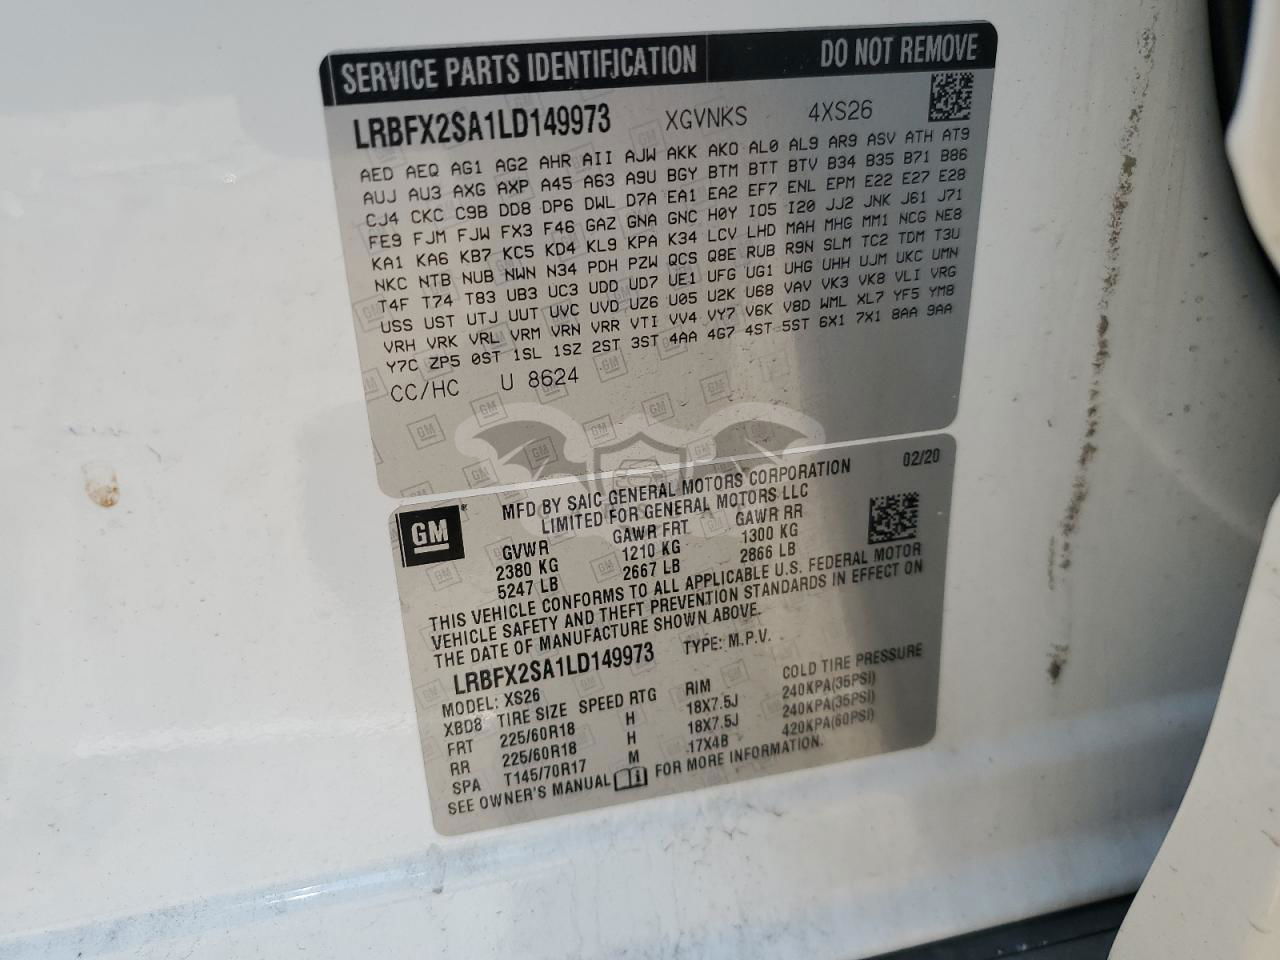 SERVICE PARTS IDENTIFICATION DO NOT REMOVE
LRBFX2SA1LD149973 XGVNKS 4XS26
AED AEQ AG1 AG2 AHR AII AJW AKK AKO AL0 AL9 AR9 ASV ATH AT9
AUJ AU3 AXG AXP A45 A63 A9U BGY BTM BTT BTV B34 B35 B71 B86
CJ4 CKC C9B DD8 DP6 DWL D7A EA1 EA2 EF7 ENL EPM E22 E27 E28
FE9 FJM FJW FX3 F46 GAZ GNA GNC H0Y IO5 I20 JJ2 JNK J61 J71
KA1 KA6 KB7 KC5 KD4 KL9 KPA K34 LCV LHD MAH MHG MM1 NCG NE8
NKC NTB NUB NWN N34 PDH PZW QCS Q8E RUB R9N SLM TC2 TDM T3U
T4F T74 T83 UB3 UC3 UDD UD7 UE1 UFG UG1 UHG UHH UJM UKC UMN
USS UST UTJ UUT UVC UVD UZ6 U05 U2K U68 VAV VK3 VK8 VLI VRG
VRH VRK VRL VRM VRN VRR VTI VV4 VY7 V6K V8D WML XL7 YF5 YM8
Y7C ZP5 0ST 1SL 1SZ 2ST 3ST 4AA 4G7 4ST 5ST 6X1 7X1 8AA 9AA
CC/HC U 8624
GM
MFD BY SAIC GENERAL MOTORS CORPORATION 02/20
LIMITED FOR GENERAL MOTORS LLC
GVWR GAWR FRT GAWR RR
2380 KG 1210 KG 1300 KG
5247 LB 2667 LB 2866 LB
THIS VEHICLE CONFORMS TO ALL APPLICABLE U.S. FEDERAL MOTOR
VEHICLE SAFETY AND THEFT PREVENTION STANDARDS IN EFFECT ON
THE DATE OF MANUFACTURE SHOWN ABOVE.
LRBFX2SA1LD149973 TYPE: M.P.V.
MODEL: XS26
XBD8 TIRE SIZE SPEED RTG RIM COLD TIRE PRESSURE
FRT 225/60R18 H 18X7.5J 240KPA(35PSI)
RR 225/60R18 H 18X7.5J 240KPA(35PSI)
SPA T145/70R17 M 17X4B 420KPA(60PSI)
SEE OWNER'S MANUAL FOR MORE INFORMATION.